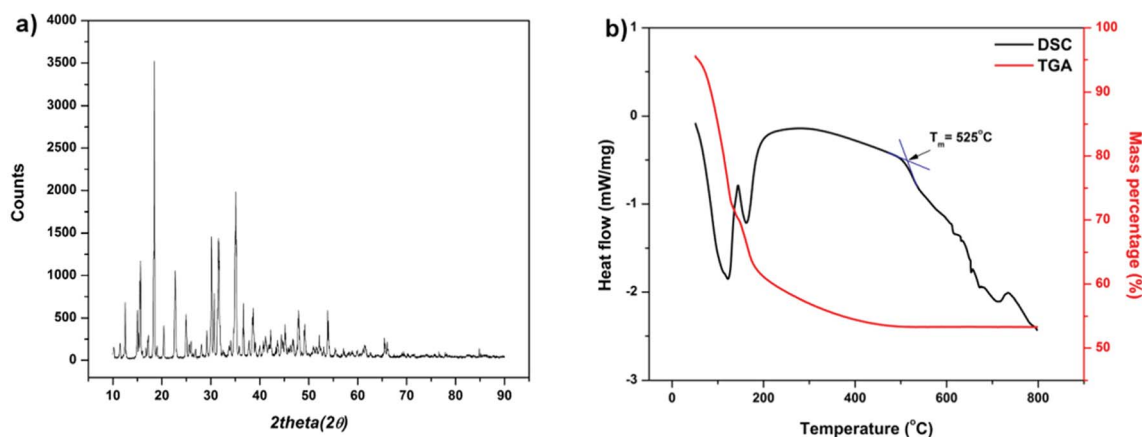 a)
4000
3500
3000
2500
2000
1500
1000
500
0
Counts
10 20 30 40 50 60 70 80 90
2theta(2θ)
b)
1
0
-1
-2
-3
Heat flow (mW/mg)
DSC
TGA
Tm= 525°C
100
90
80
70
60
50
Mass percentage (%)
0 200 400 600 800
Temperature (°C)